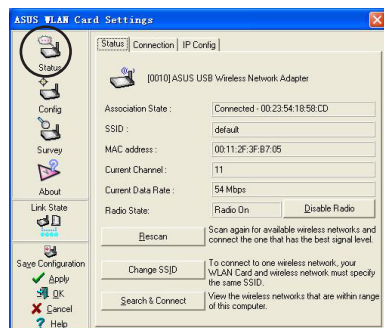 ASUS WLAN Card Settings
Status
Config
Survey
About
Link State
Save Configuration
Apply
OK
Cancel
Help
Status Connection IP Config
[0010] ASUS USB Wireless Network Adapter
Association State : Connected - 00:23:54:18:58:CD
SSID : default
MAC address : 00:11:2F:3F:B7:05
Current Channel : 11
Current Data Rate : 54 Mbps
Radio State: Radio On Disable Radio
Rescan
Scan again for available wireless networks and
connect the one that has the best signal level.
Change SSID
To connect to one wireless network, your
WLAN Card and wireless network must specify
the same SSID.
Search & Connect
View the wireless networks that are within range
of this computer.